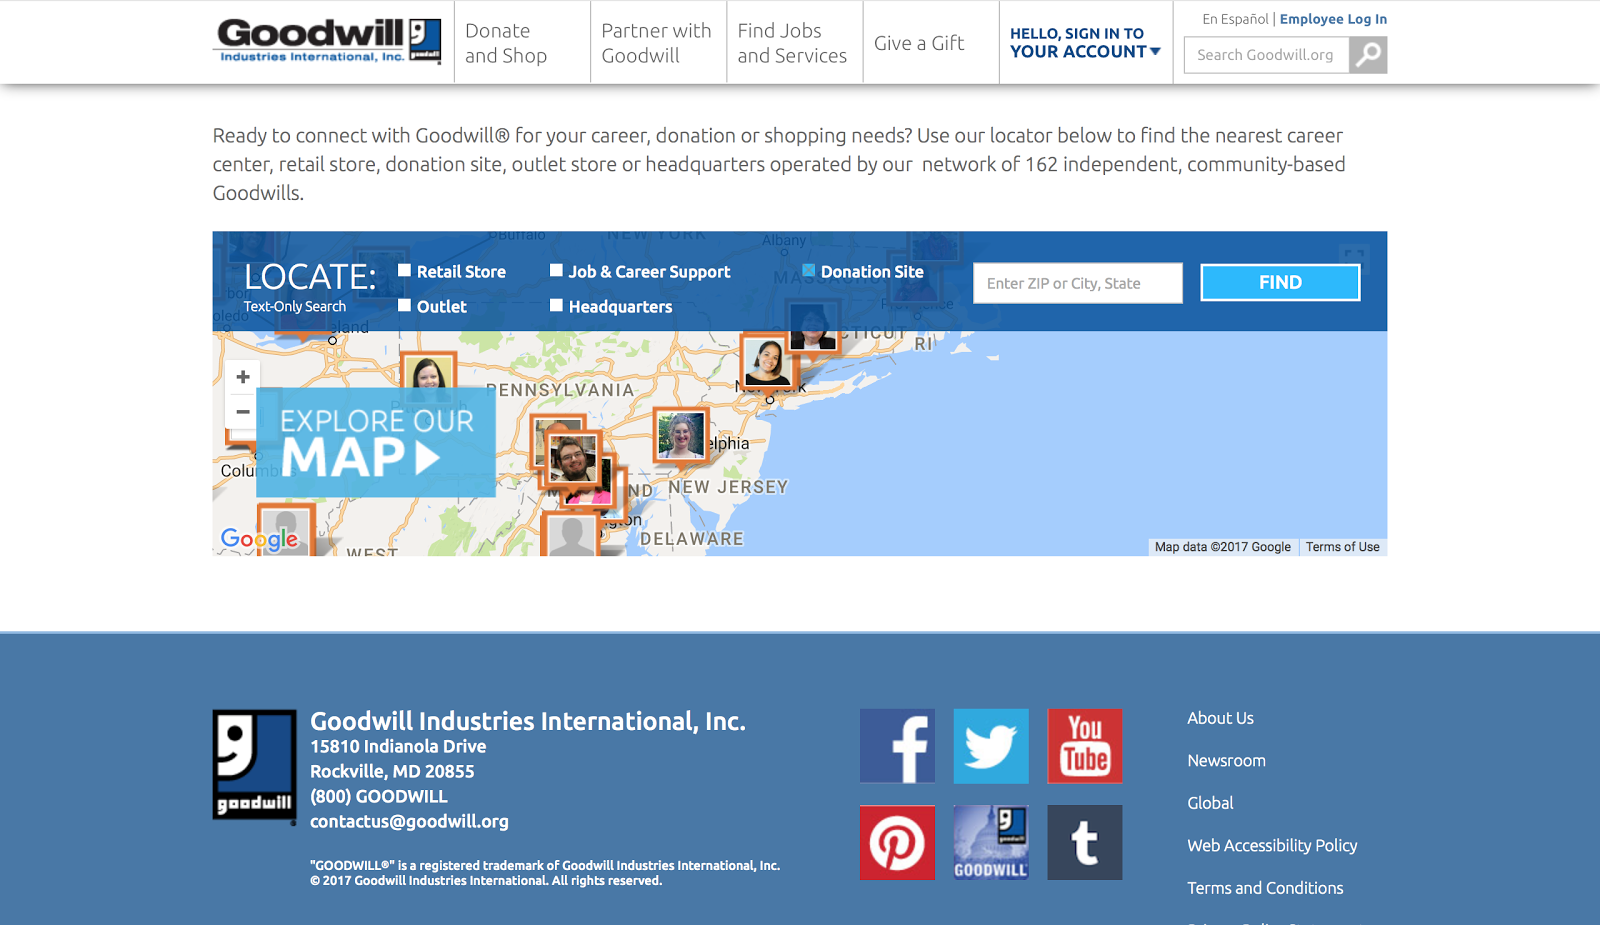 Goodwill
Industries International, Inc.
goodwill
Donate
and Shop
Partner with
Goodwill
Find Jobs
and Services
Give a Gift
HELLO, SIGN IN TO
YOUR ACCOUNT
En Español | Employee Log In
Search Goodwill.org
Ready to connect with Goodwill® for your career, donation or shopping needs? Use our locator below to find the nearest career
center, retail store, donation site, outlet store or headquarters operated by our network of 162 independent, community-based
Goodwills.
Buffalo
NEW YORK
Albany
LOCATE:
Text-Only Search
Retail Store
Job & Career Support
Donation Site
Outlet
Headquarters
Enter ZIP or City, State
FIND
Providence
RI
PENNSYLVANIA
EXPLORE OUR
MAP
NEW JERSEY
DELAWARE
WEST
Google
Map data ©2017 Google
Terms of Use
goodwill
Goodwill Industries International, Inc.
15810 Indianola Drive
Rockville, MD 20855
(800) GOODWILL
contactus@goodwill.org
"GOODWILL®" is a registered trademark of Goodwill Industries International, Inc.
© 2017 Goodwill Industries International. All rights reserved.
You
Tube
GOODWILL
About Us
Newsroom
Global
Web Accessibility Policy
Terms and Conditions